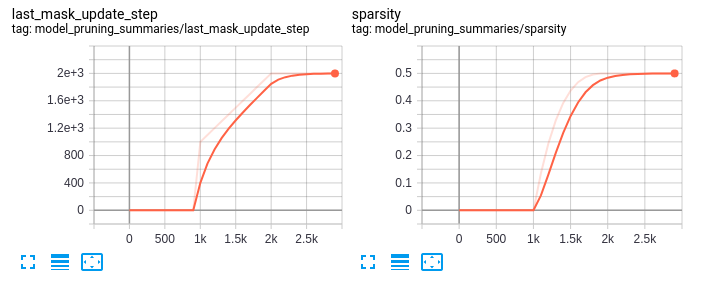 last_mask_update_step
tag: model_pruning_summaries/last_mask_update_step
2e+3
1.6e+3
1.2e+3
800
400
0
0 500 1k 1.5k 2k 2.5k
sparsity
tag: model_pruning_summaries/sparsity
0.5
0.4
0.3
0.2
0.1
0
0 500 1k 1.5k 2k 2.5k